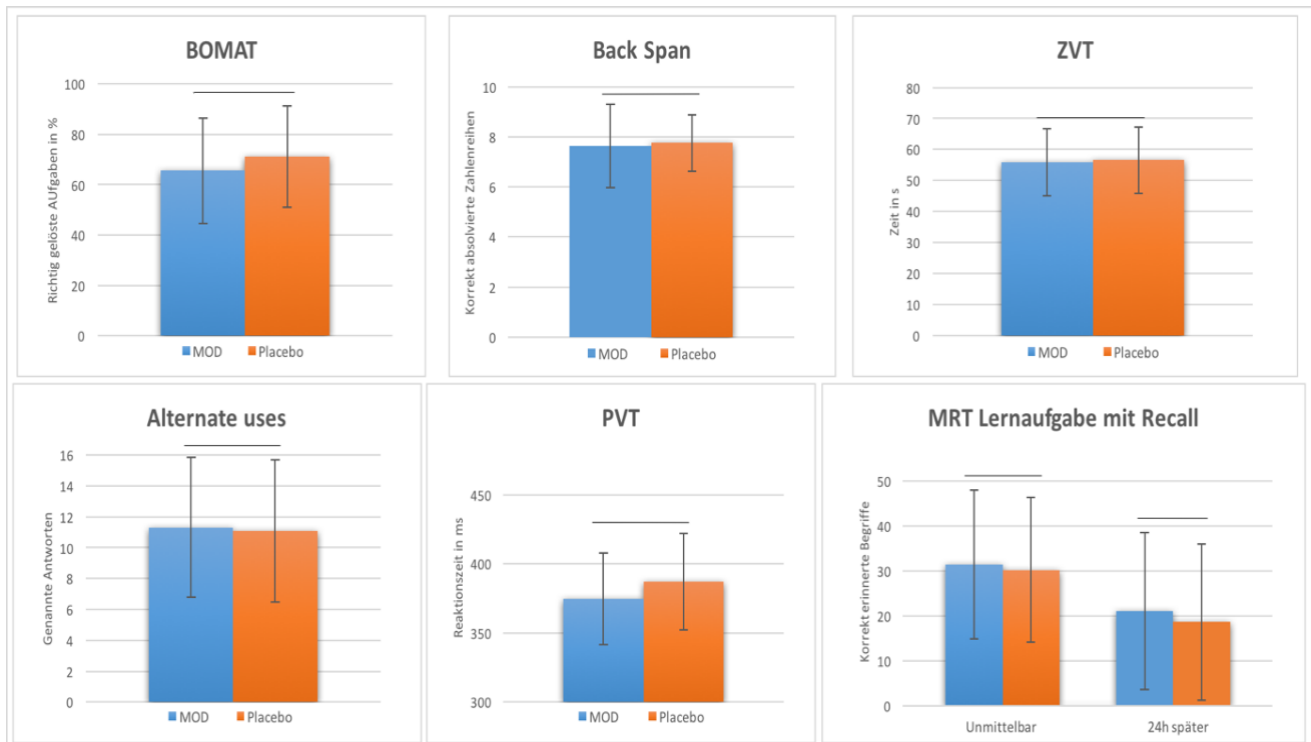 BOMAT
Richtig gelöste AUfgaben in %
100
80
60
40
20
0
MOD Placebo
Back Span
Korrekt absolvierte Zahlenreihen
10
8
6
4
2
0
MOD Placebo
ZVT
Zeit in s
80
70
60
50
40
30
20
10
0
MOD Placebo
Alternate uses
Genannte Antworten
16
14
12
10
8
6
4
2
0
MOD Placebo
PVT
Reaktionszeit in ms
450
400
350
300
MOD Placebo
MRT Lernaufgabe mit Recall
Korrekt erinnerte Begriffe
50
40
30
20
10
0
Unmittelbar 24h später